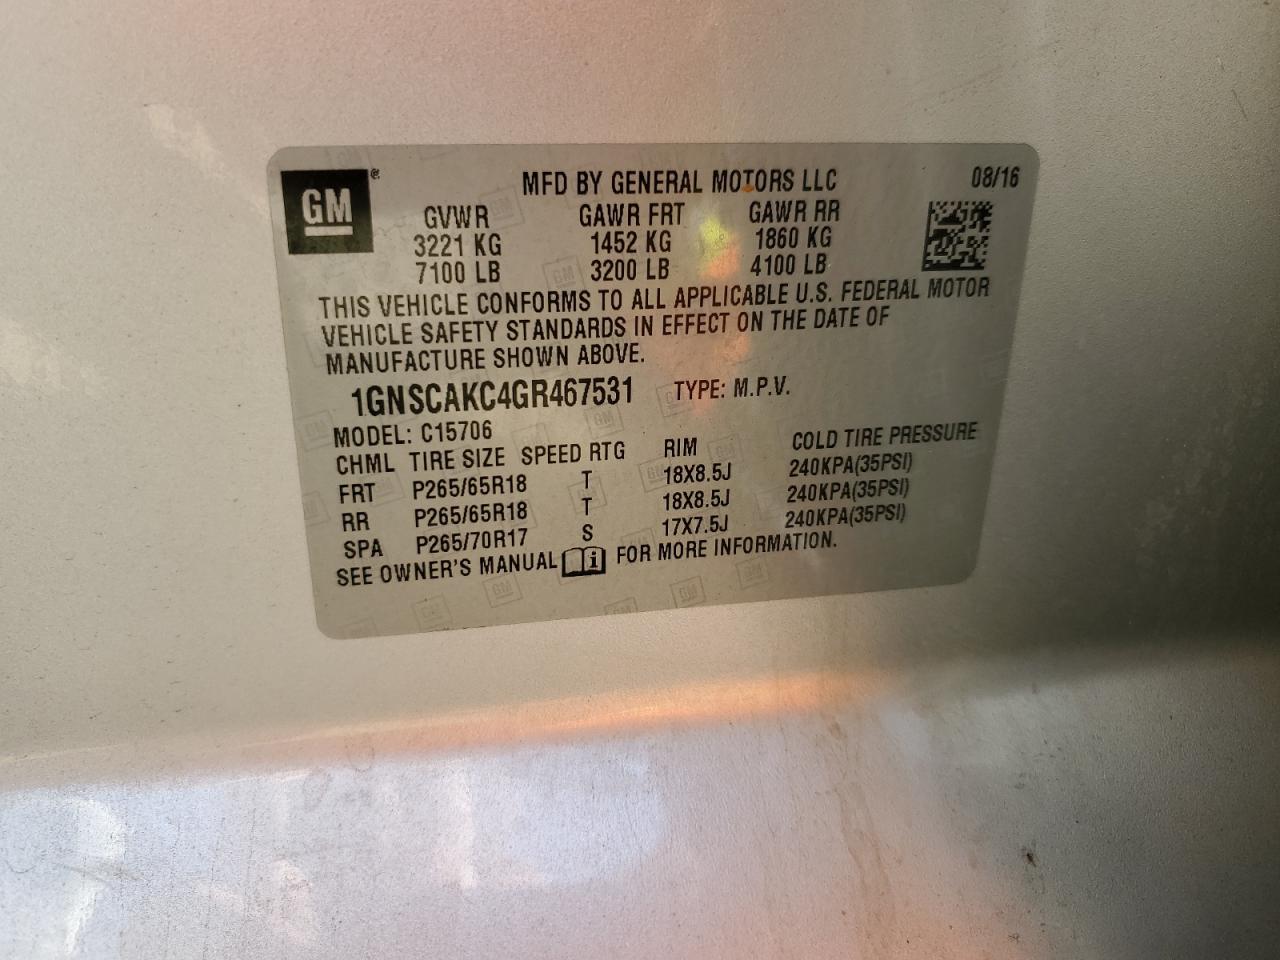 GM®
MFD BY GENERAL MOTORS LLC 08/16
GVWR GAWR FRT GAWR RR
3221 KG 1452 KG 1860 KG
7100 LB 3200 LB 4100 LB
THIS VEHICLE CONFORMS TO ALL APPLICABLE U.S. FEDERAL MOTOR
VEHICLE SAFETY STANDARDS IN EFFECT ON THE DATE OF
MANUFACTURE SHOWN ABOVE.
1GNSCAKC4GR467531 TYPE: M.P.V.
MODEL: C15706
CHML TIRE SIZE SPEED RTG RIM COLD TIRE PRESSURE
FRT P265/65R18 T 18X8.5J 240KPA(35PSI)
RR P265/65R18 T 18X8.5J 240KPA(35PSI)
SPA P265/70R17 S 17X7.5J 240KPA(35PSI)
SEE OWNER'S MANUAL i FOR MORE INFORMATION.